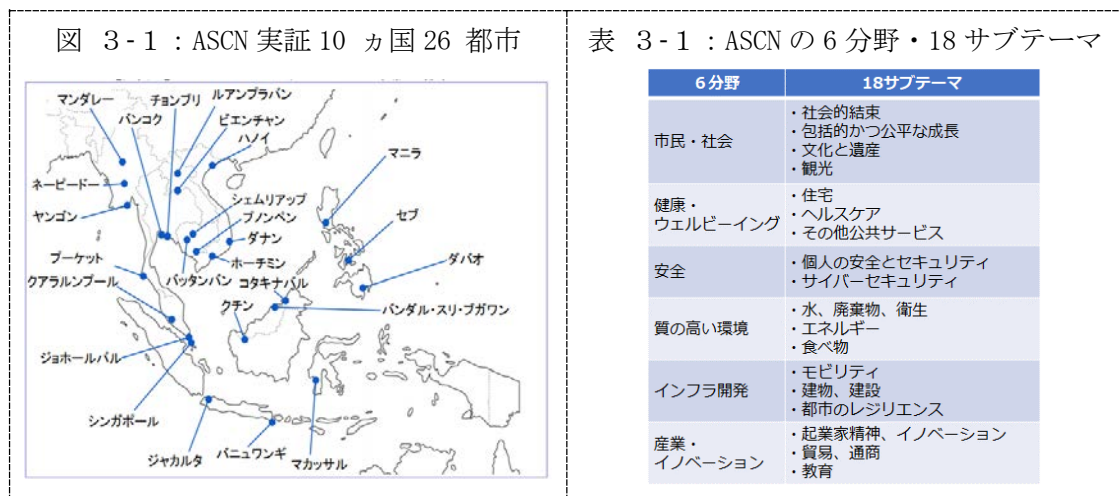 図 3-1：ASCN 実証 10 ヵ国 26 都市
マンダレー
チョンブリ
ルアンプラバン
バンコク
ビエンチャン
ハノイ
マニラ
ネーピードー
シェムリアップ
ヤンゴン
プノンペン
セブ
ダナン
プーケット
ホーチミン
ダバオ
バッタンバン
コタキナバル
クアラルンプール
クチン
バンダル・スリ・ブガワン
ジョホールバル
シンガポール
ジャカルタ
バニュワンギ
マカッサル
表 3-1：ASCN の 6 分野・18 サブテーマ
6分野 18サブテーマ
市民・社会
・社会的結束
・包括的かつ公平な成長
・文化と遺産
・観光
健康・
ウェルビーイング
・住宅
・ヘルスケア
・その他公共サービス
安全
・個人の安全とセキュリティ
・サイバーセキュリティ
質の高い環境
・水、廃棄物、衛生
・エネルギー
・食べ物
インフラ開発
・モビリティ
・建物、建設
・都市のレジリエンス
産業・
イノベーション
・起業家精神、イノベーション
・貿易、通商
・教育